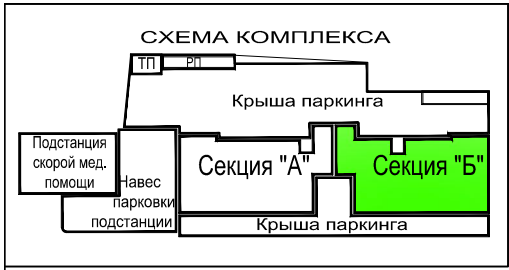 СХЕМА КОМПЛЕКСА
ТП РП
Крыша паркинга
Подстанция
скорой мед.
помощи
Секция "А"
Секция "Б"
Навес
парковки
подстанции
Крыша паркинга